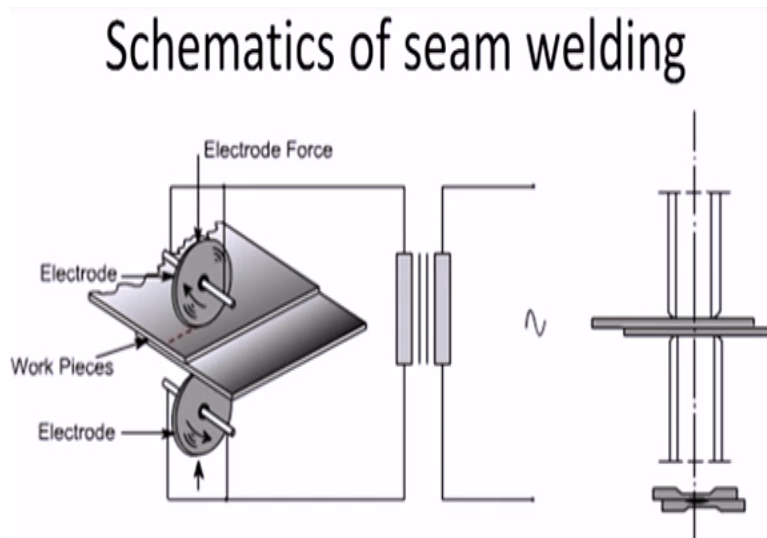 Schematics of seam welding
Electrode Force
Electrode
Work Pieces
Electrode